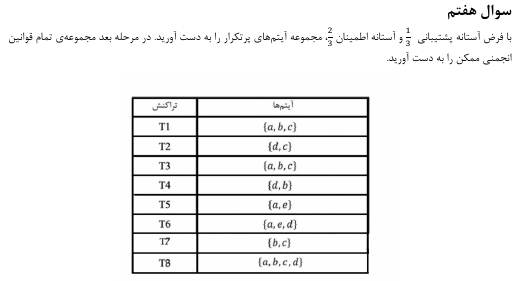 سوال هفتم
با فرض آستانه پشتیبانی 1/3 و آستانه اطمینان 2/3، مجموعه آیتم‌های پرتکرار را به دست آورید. در مرحله بعد مجموعه‌ی تمام قوانین
انجمنی ممکن را به دست آورید.
تراکنش آیتم‌ها
T1 {a, b, c}
T2 {d, c}
T3 {a, b, c}
T4 {d, b}
T5 {a, e}
T6 {a, e, d}
T7 {b, c}
T8 {a, b, c, d}